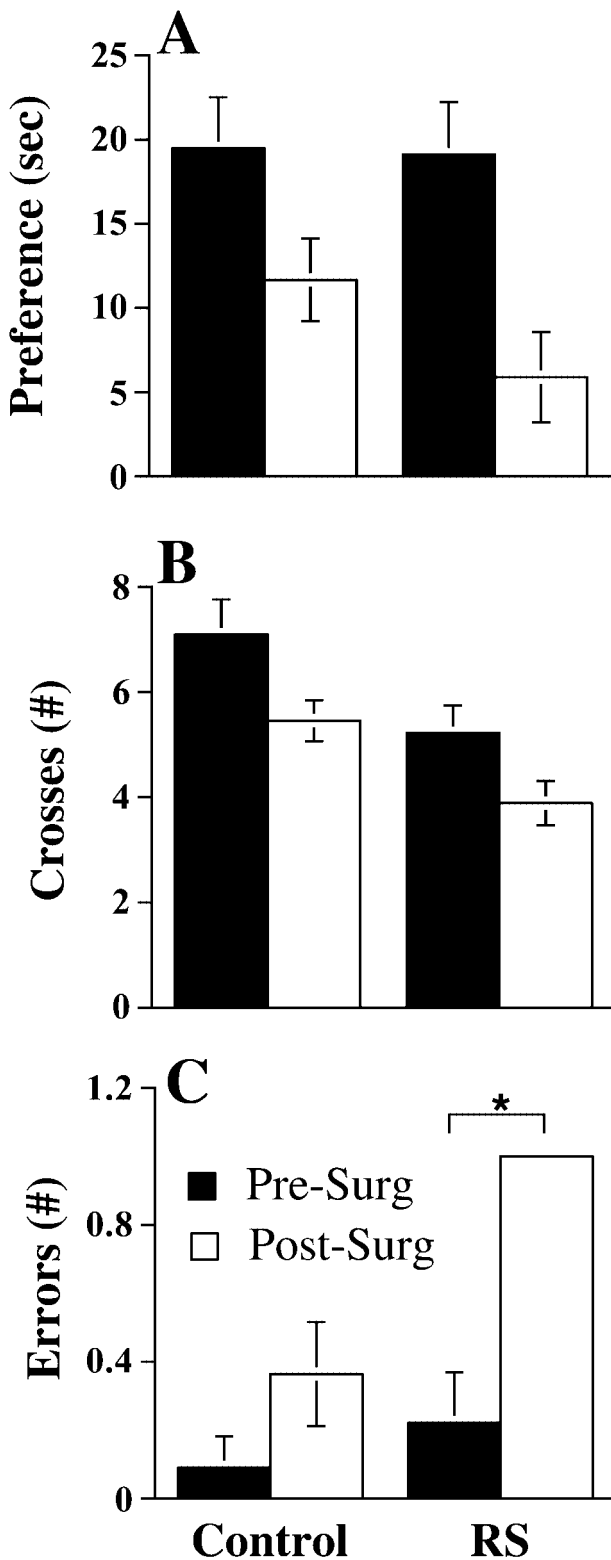 A
Preference (sec)
25
20
15
10
5
0
B
Crosses (#)
8
6
4
2
0
C
Errors (#)
1.2
0.8
0.4
0
*
Pre-Surg
Post-Surg
Control RS